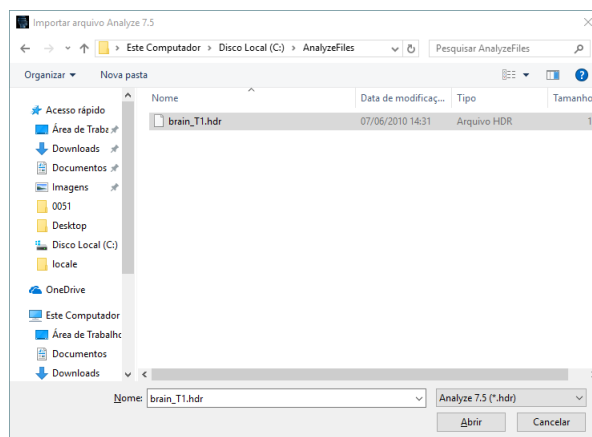 Importar arquivo Analyze 7.5
Este Computador > Disco Local (C:) > AnalyzeFiles
Pesquisar AnalyzeFiles
Organizar
Nova pasta
Nome
Data de modificaç...
Tipo
Tamanho
Acesso rápido
Área de Traba
Downloads
Documentos
Imagens
0051
Desktop
Disco Local (C:)
locale
OneDrive
Este Computador
Área de Trabalho
Documentos
Downloads
brain_T1.hdr
07/06/2010 14:31
Arquivo HDR
1
Nome:
brain_T1.hdr
Analyze 7.5 (*.hdr)
Abrir
Cancelar